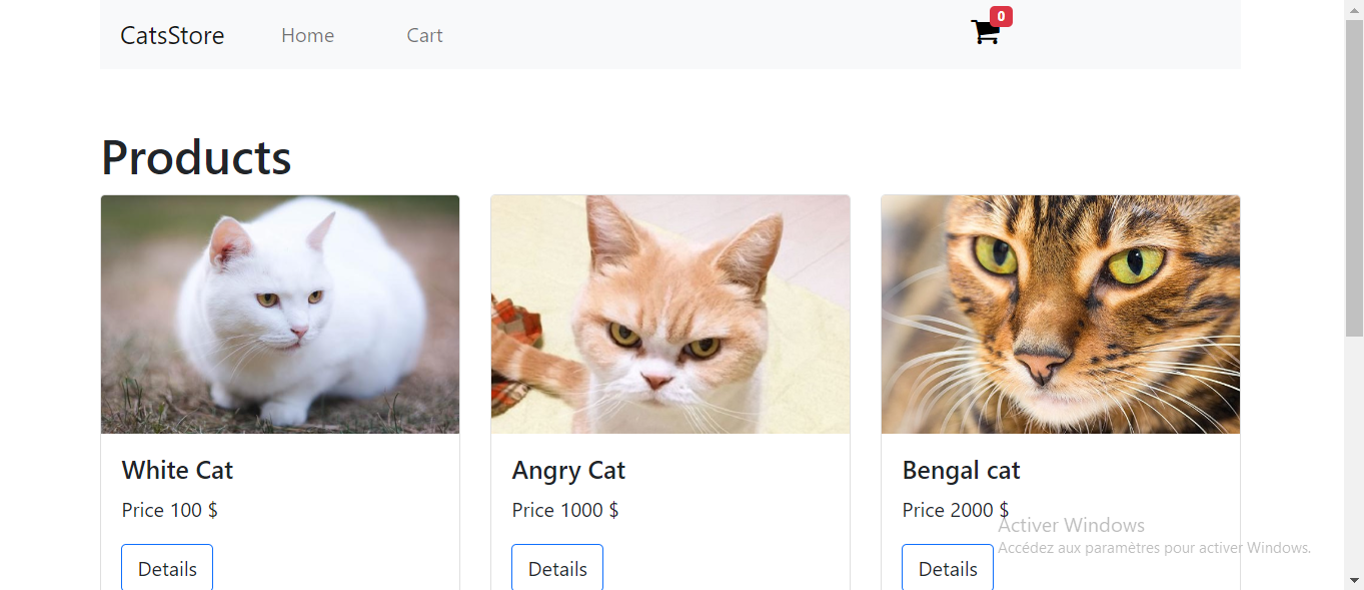 CatsStore Home Cart 0
Products
White Cat Angry Cat Bengal cat
Price 100 $ Price 1000 $ Price 2000 $
Activer Windows
Accédez aux paramètres pour activer Windows.
Details Details Details